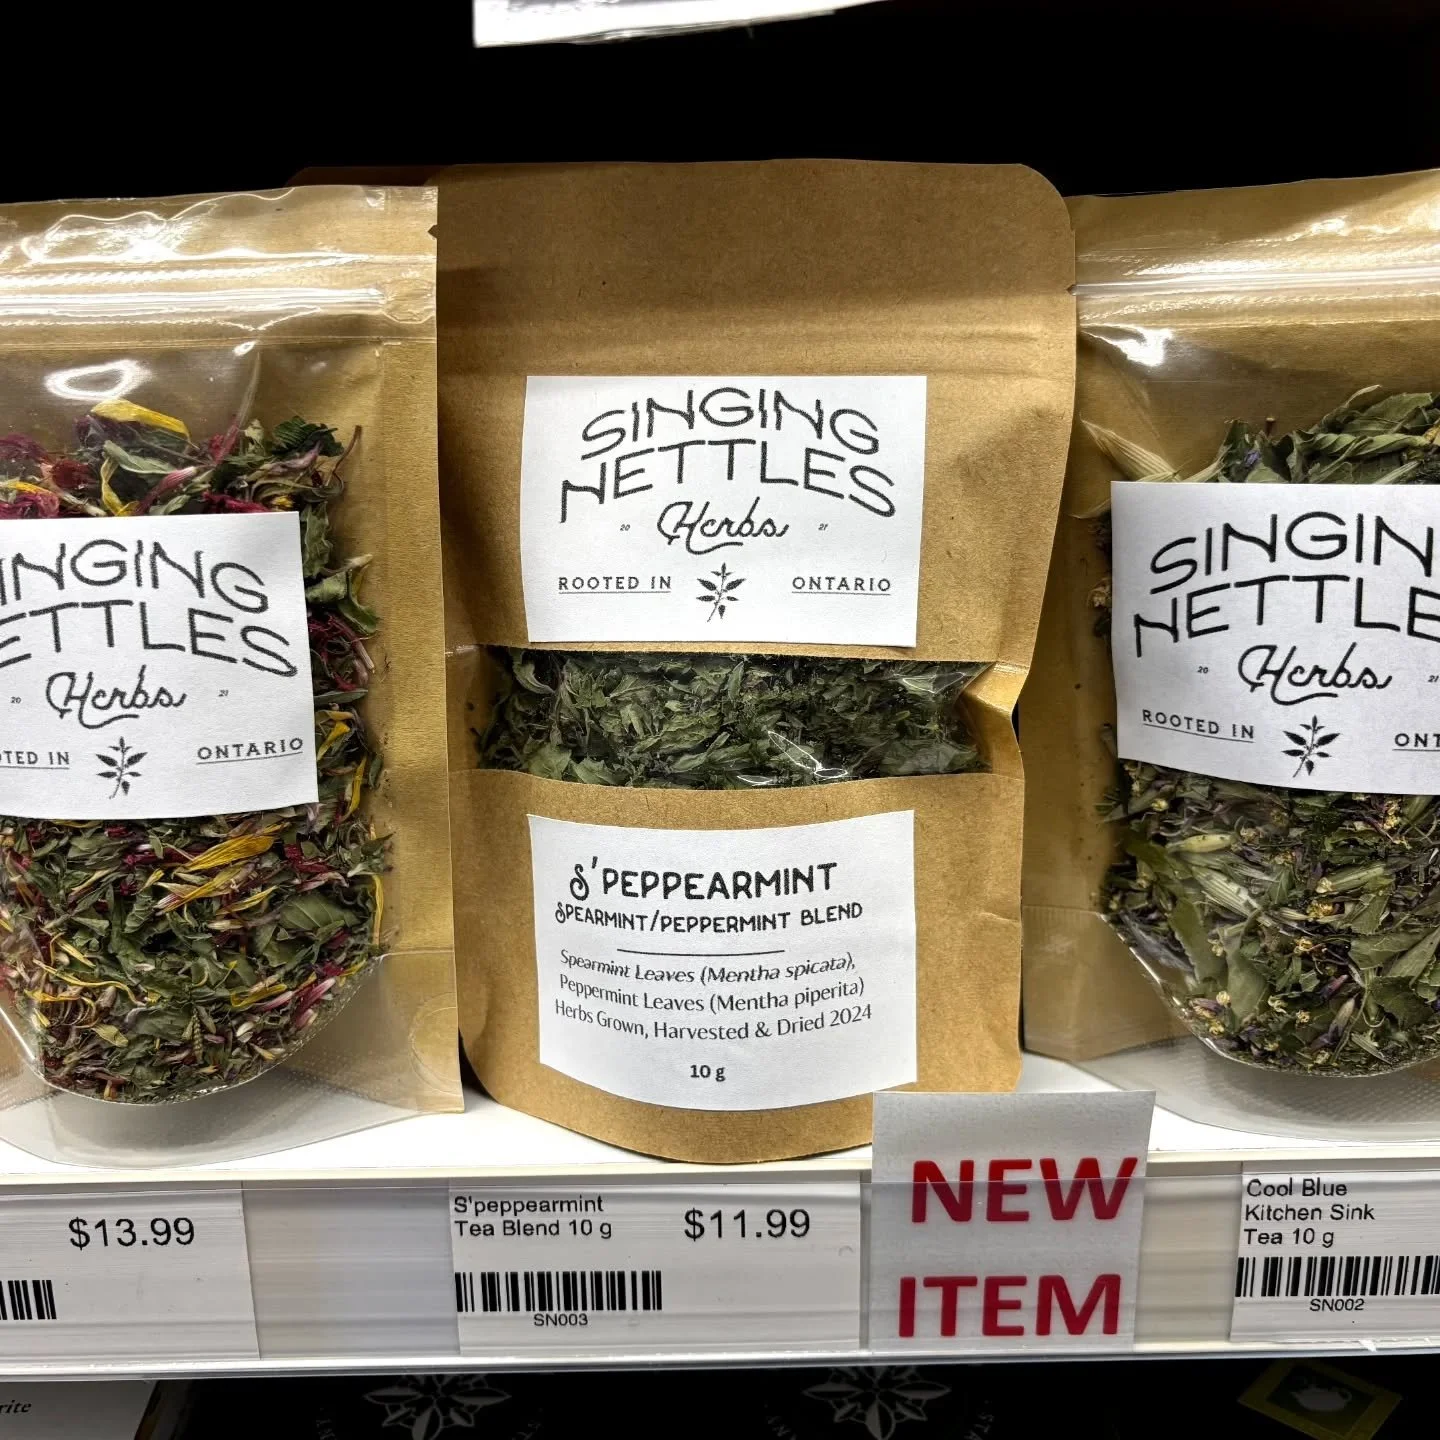 INGING
ETTLES
Herbs
20 21
TED IN ONTARIO
SINGING
NETTLES
20 Herbs 21
ROOTED IN ONTARIO
S'PEPPEARMINT
SPEARMINT/PEPPERMINT BLEND
Spearmint Leaves (Mentha spicata),
Peppermint Leaves (Mentha piperita)
Herbs Grown, Harvested & Dried 2024
10 g
SINGIN
NETTLE
20 Herbs 21
ROOTED IN ONT
$13.99
S'peppearmint
Tea Blend 10 g
$11.99
SN003
NEW
ITEM
Cool Blue
Kitchen Sink
Tea 10 g
SN002